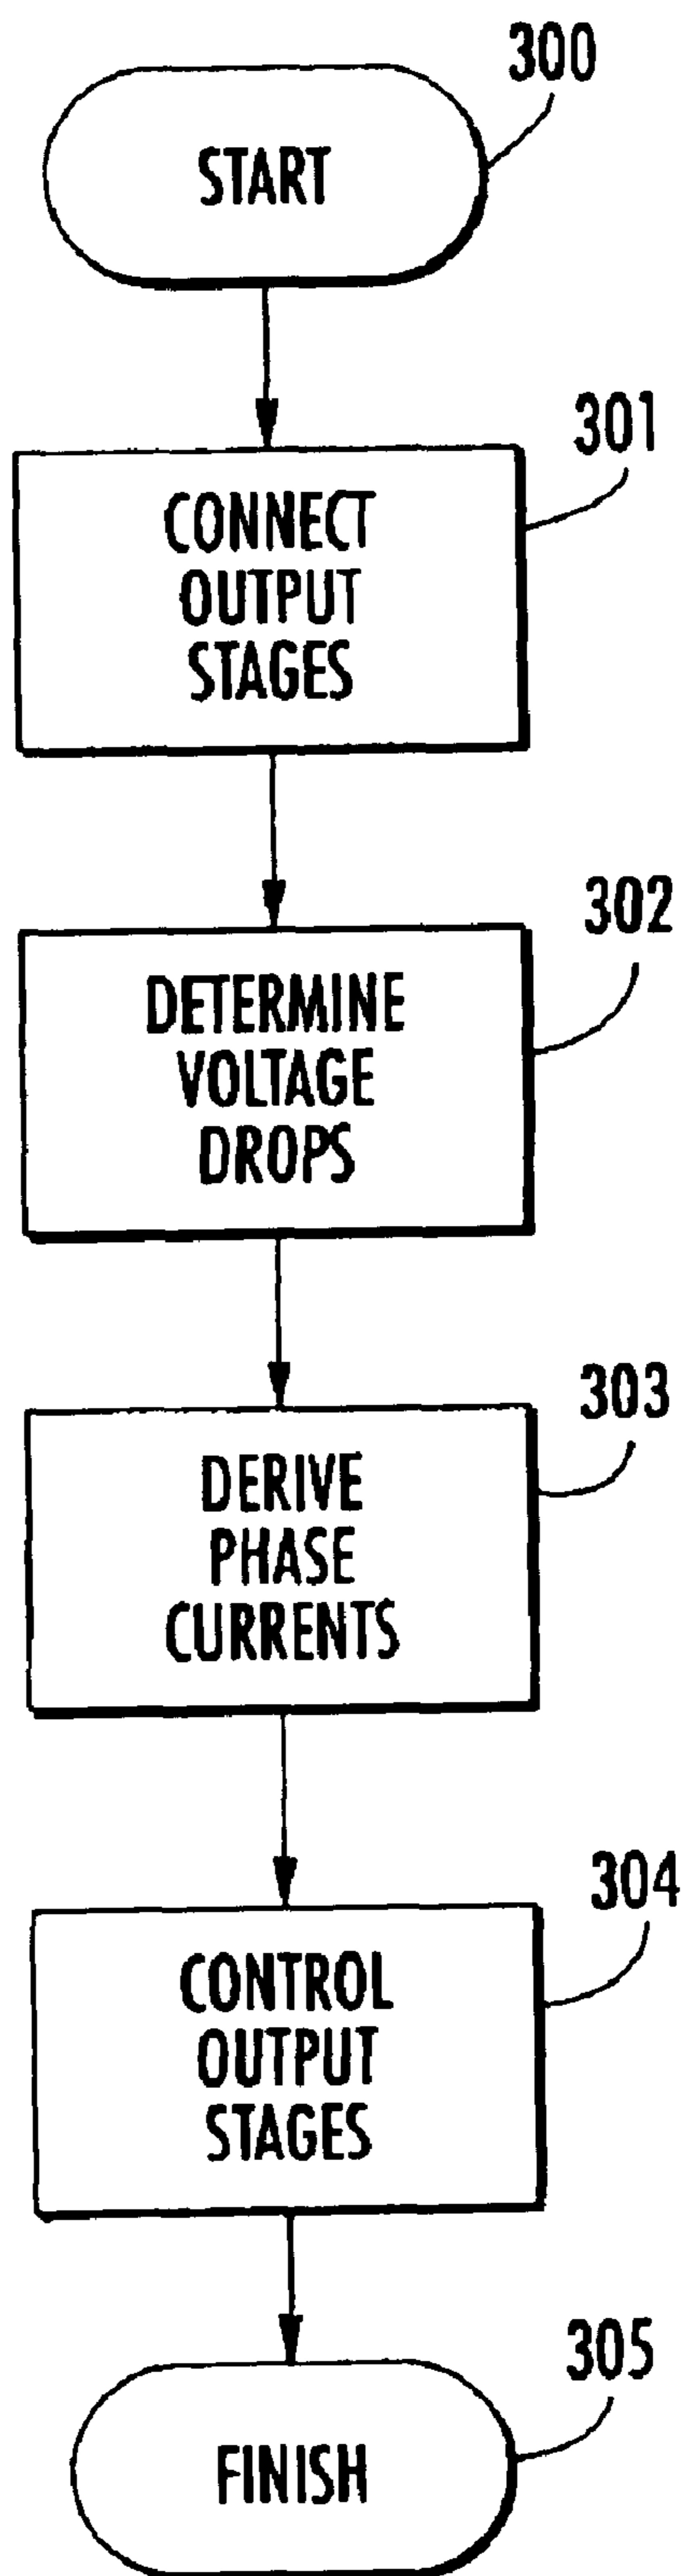 300
START
301
CONNECT
OUTPUT
STAGES
302
DETERMINE
VOLTAGE
DROPS
303
DERIVE
PHASE
CURRENTS
304
CONTROL
OUTPUT
STAGES
305
FINISH